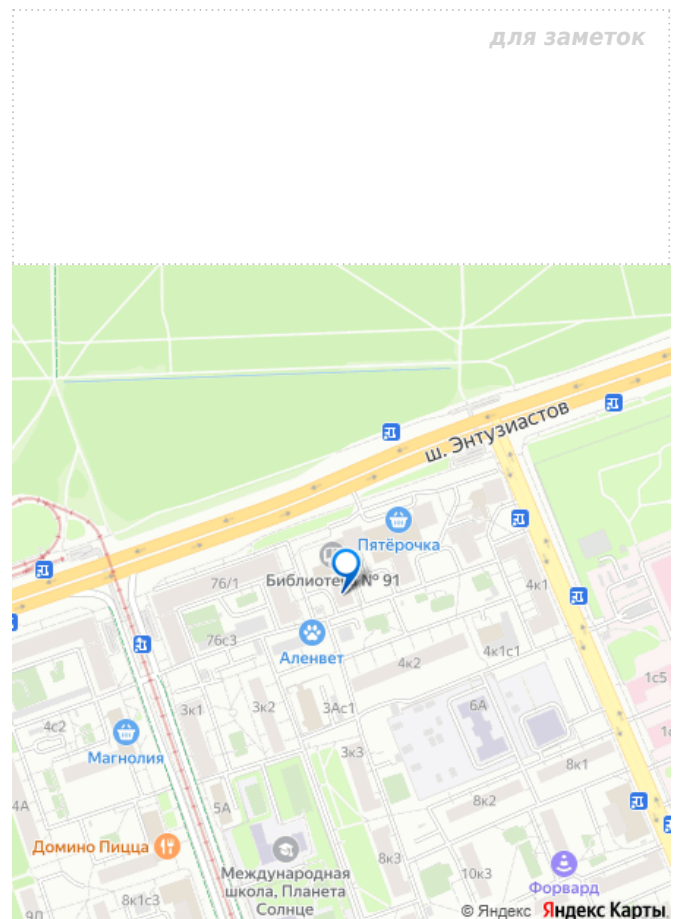 для заметок
ш. Энтузиастов
Пятёрочка
Библиотека № 91
76/1
4к1
76с3
Аленвет
4к1с1
4к2
1с5
3к1
3к2
3Ас1
6А
4с2
Магнолия
3к3
8к1
4А
5А
8к2
Домино Пицца
8к3
10к3
Международная
школа, Планета
Солнце
Форвард
8к1с3
9Д
© Яндекс Яндекс Карты